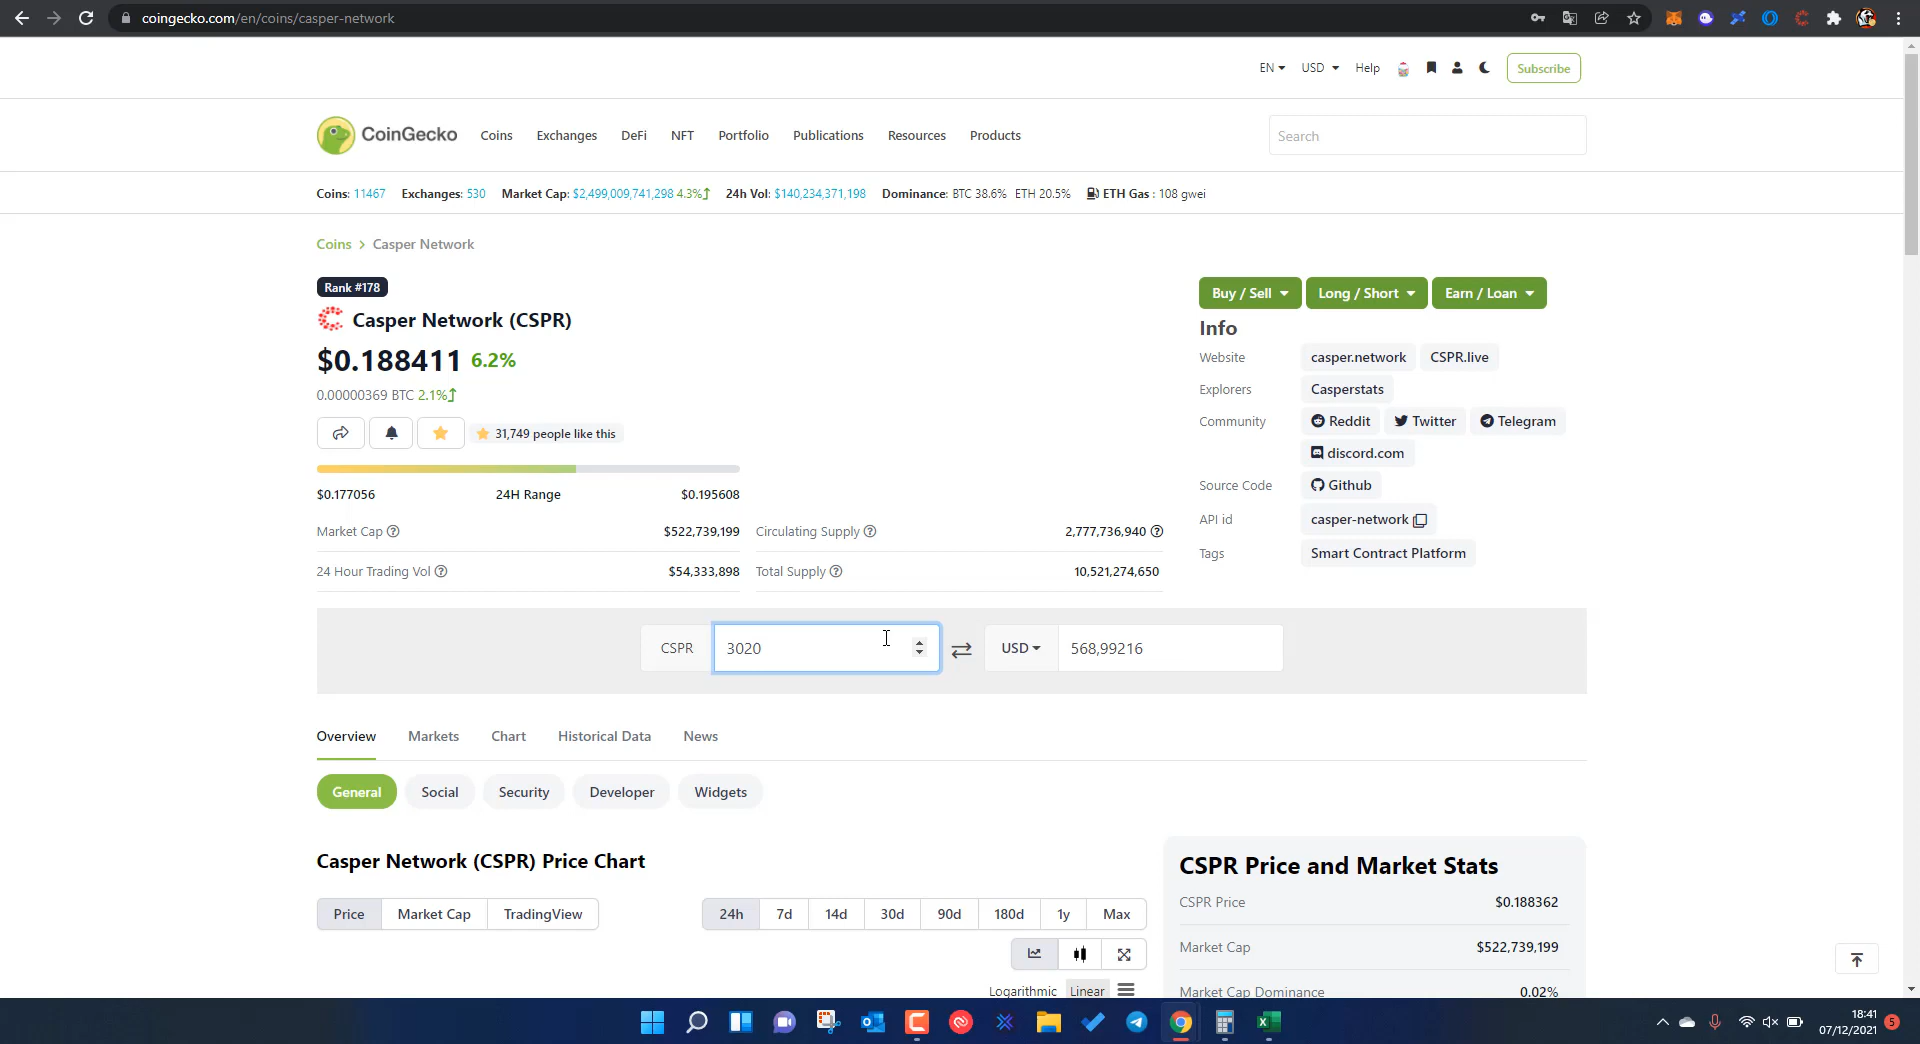 coingecko.com/en/coins/casper-network
EN USD Help Subscribe
CoinGecko Coins Exchanges DeFi NFT Portfolio Publications Resources Products Search
Coins: 11467 Exchanges: 530 Market Cap: $2,499,009,741,298 4.3% 24h Vol: $140,234,371,198 Dominance: BTC 38.6% ETH 20.5% ETH Gas : 108 gwei
Coins > Casper Network
Rank #178
Casper Network (CSPR)
$0.188411 6.2%
0.00000369 BTC 2.1%
31,749 people like this
$0.177056 24H Range $0.195608
Market Cap ? $522,739,199 Circulating Supply ? 2,777,736,940 ?
24 Hour Trading Vol ? $54,333,898 Total Supply ? 10,521,274,650
Buy / Sell Long / Short Earn / Loan
Info
Website casper.network CSPR.live
Explorers Casperstats
Community Reddit Twitter Telegram
discord.com
Source Code Github
API id casper-network
Tags Smart Contract Platform
CSPR 3020 USD 568,99216
Overview Markets Chart Historical Data News
General Social Security Developer Widgets
Casper Network (CSPR) Price Chart
Price Market Cap TradingView 24h 7d 14d 30d 90d 180d 1y Max
Logarithmic Linear
CSPR Price and Market Stats
CSPR Price $0.188362
Market Cap $522,739,199
Market Cap Dominance 0.02%
18:41
07/12/2021 5